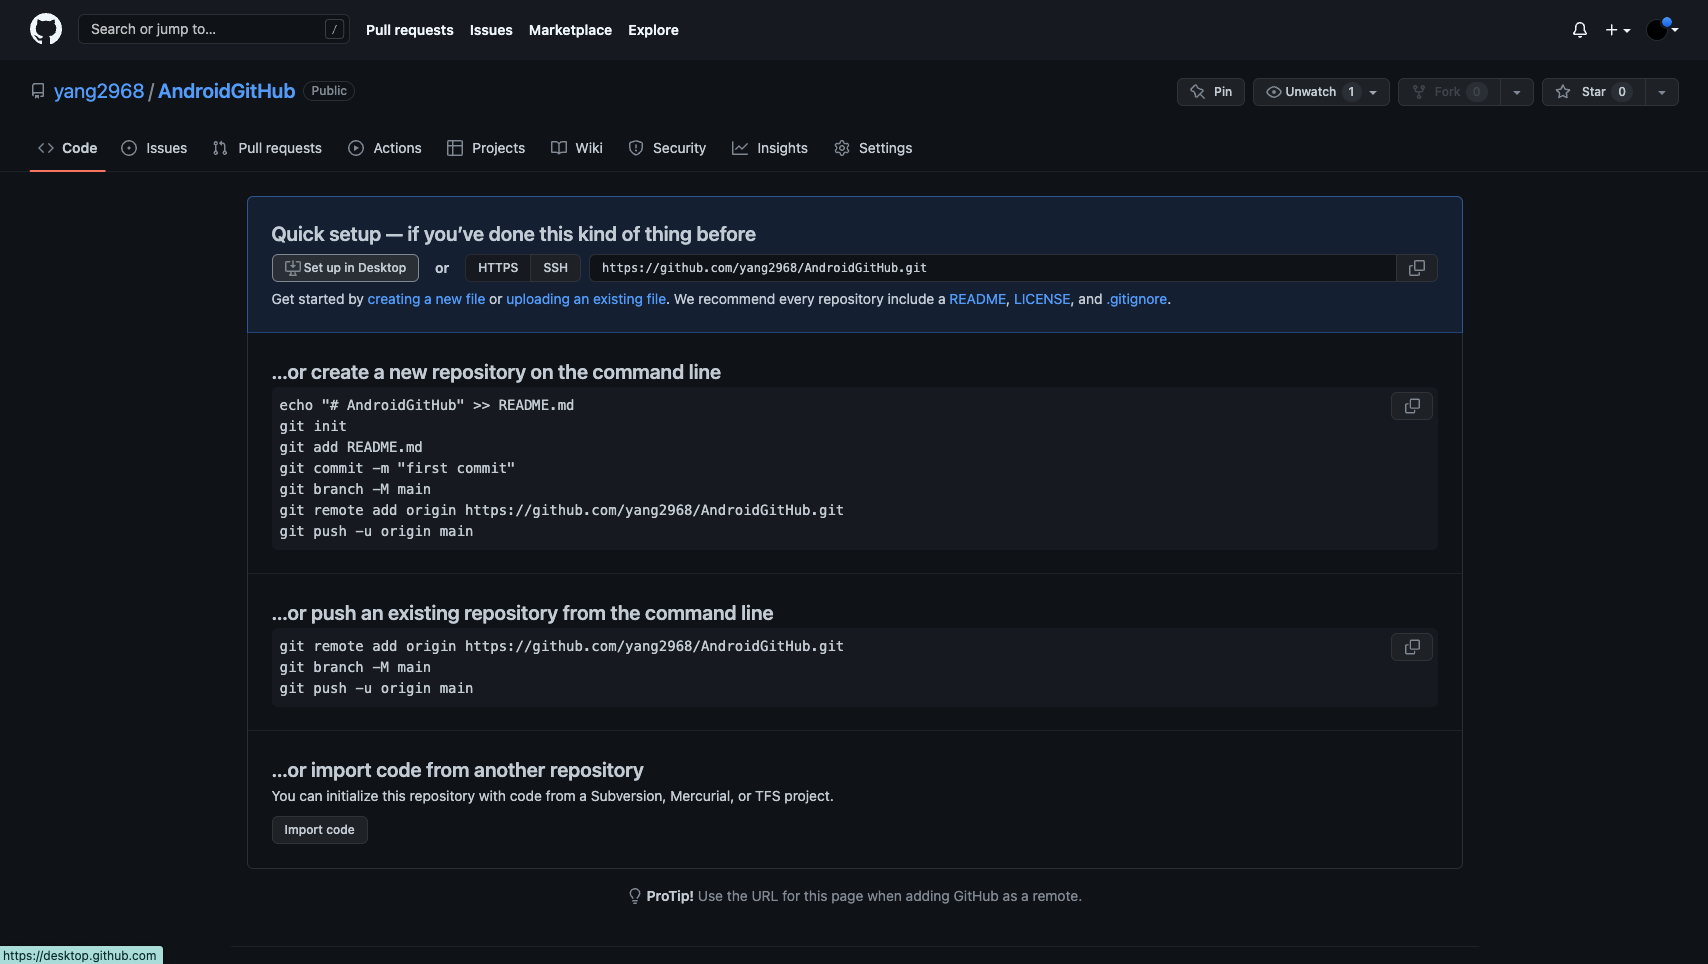 Search or jump to... /
Pull requests Issues Marketplace Explore
yang2968 / AndroidGitHub Public
Pin Unwatch 1 Fork 0 Star 0
Code Issues Pull requests Actions Projects Wiki Security Insights Settings
Quick setup — if you’ve done this kind of thing before
Set up in Desktop or HTTPS SSH https://github.com/yang2968/AndroidGitHub.git
Get started by creating a new file or uploading an existing file. We recommend every repository include a README, LICENSE, and .gitignore.
…or create a new repository on the command line
echo "# AndroidGitHub" >> README.md
git init
git add README.md
git commit -m "first commit"
git branch -M main
git remote add origin https://github.com/yang2968/AndroidGitHub.git
git push -u origin main
…or push an existing repository from the command line
git remote add origin https://github.com/yang2968/AndroidGitHub.git
git branch -M main
git push -u origin main
…or import code from another repository
You can initialize this repository with code from a Subversion, Mercurial, or TFS project.
Import code
ProTip! Use the URL for this page when adding GitHub as a remote.
https://desktop.github.com